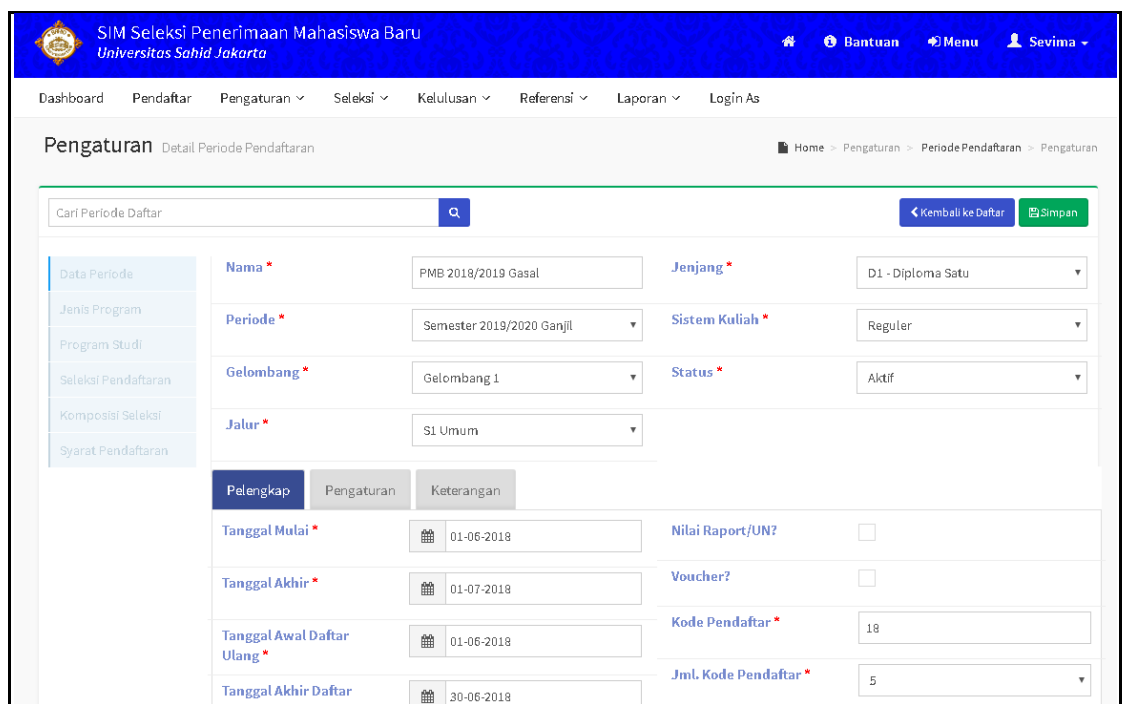 SIM Seleksi Penerimaan Mahasiswa Baru
Universitas Sahid Jakarta
Bantuan Menu Sevima
Dashboard Pendaftar Pengaturan Seleksi Kelulusan Referensi Laporan Login As
Pengaturan Detail Periode Pendaftaran
Home > Pengaturan > Periode Pendaftaran > Pengaturan
Cari Periode Daftar
Kembali ke Daftar Simpan
Data Periode
Jenis Program
Program Studi
Seleksi Pendaftaran
Komposisi Seleksi
Syarat Pendaftaran
Nama * PMB 2018/2019 Gasal
Jenjang * D1 - Diploma Satu
Periode * Semester 2019/2020 Ganjil
Sistem Kuliah * Reguler
Gelombang * Gelombang 1
Status * Aktif
Jalur * S1 Umum
Pelengkap Pengaturan Keterangan
Tanggal Mulai * 01-06-2018
Nilai Raport/UN?
Tanggal Akhir * 01-07-2018
Voucher?
Tanggal Awal Daftar
Ulang * 01-06-2018
Kode Pendaftar * 18
Tanggal Akhir Daftar 30-06-2018
Jml. Kode Pendaftar * 5